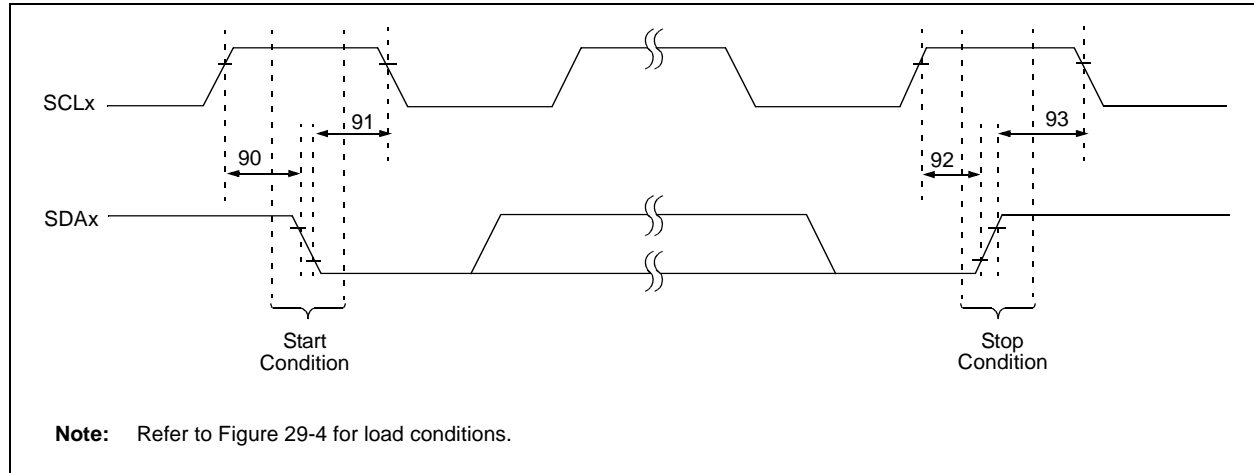 SCLx
91
93
90
92
SDAx
Start
Condition
Stop
Condition
Note: Refer to Figure 29-4 for load conditions.